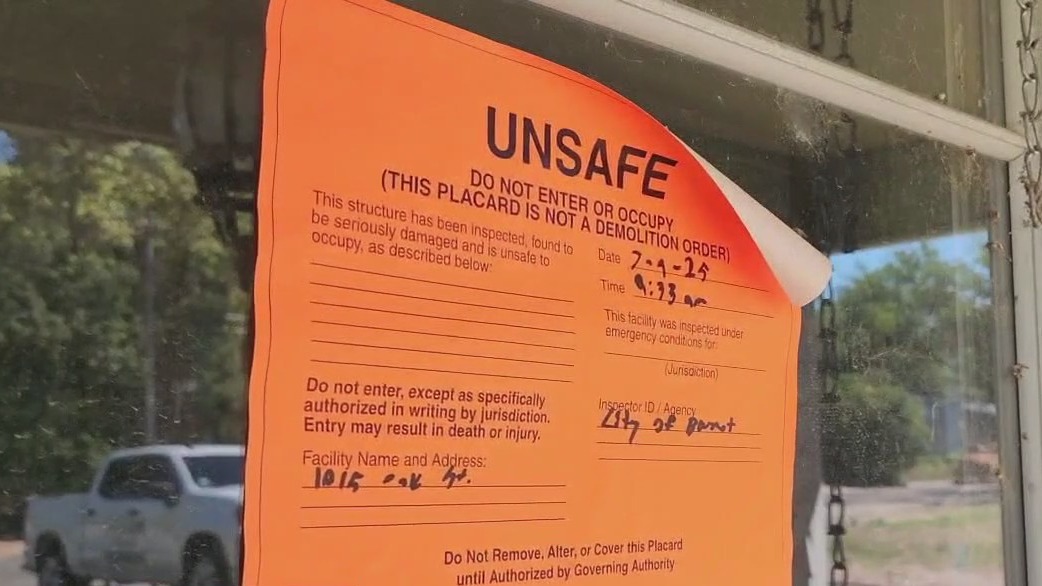 UNSAFE
DO NOT ENTER OR OCCUPY
(THIS PLACARD IS NOT A DEMOLITION ORDER)
This structure has been inspected, found to
be seriously damaged and is unsafe to
occupy, as described below:
Date 7-9-25
Time 9:33 am
This facility was inspected under
emergency conditions for:
(Jurisdiction)
Do not enter, except as specifically
authorized in writing by jurisdiction.
Entry may result in death or injury.
Inspector ID / Agency
City of
Facility Name and Address:
1015 oak St.
Do Not Remove, Alter, or Cover this Placard
until Authorized by Governing Authority